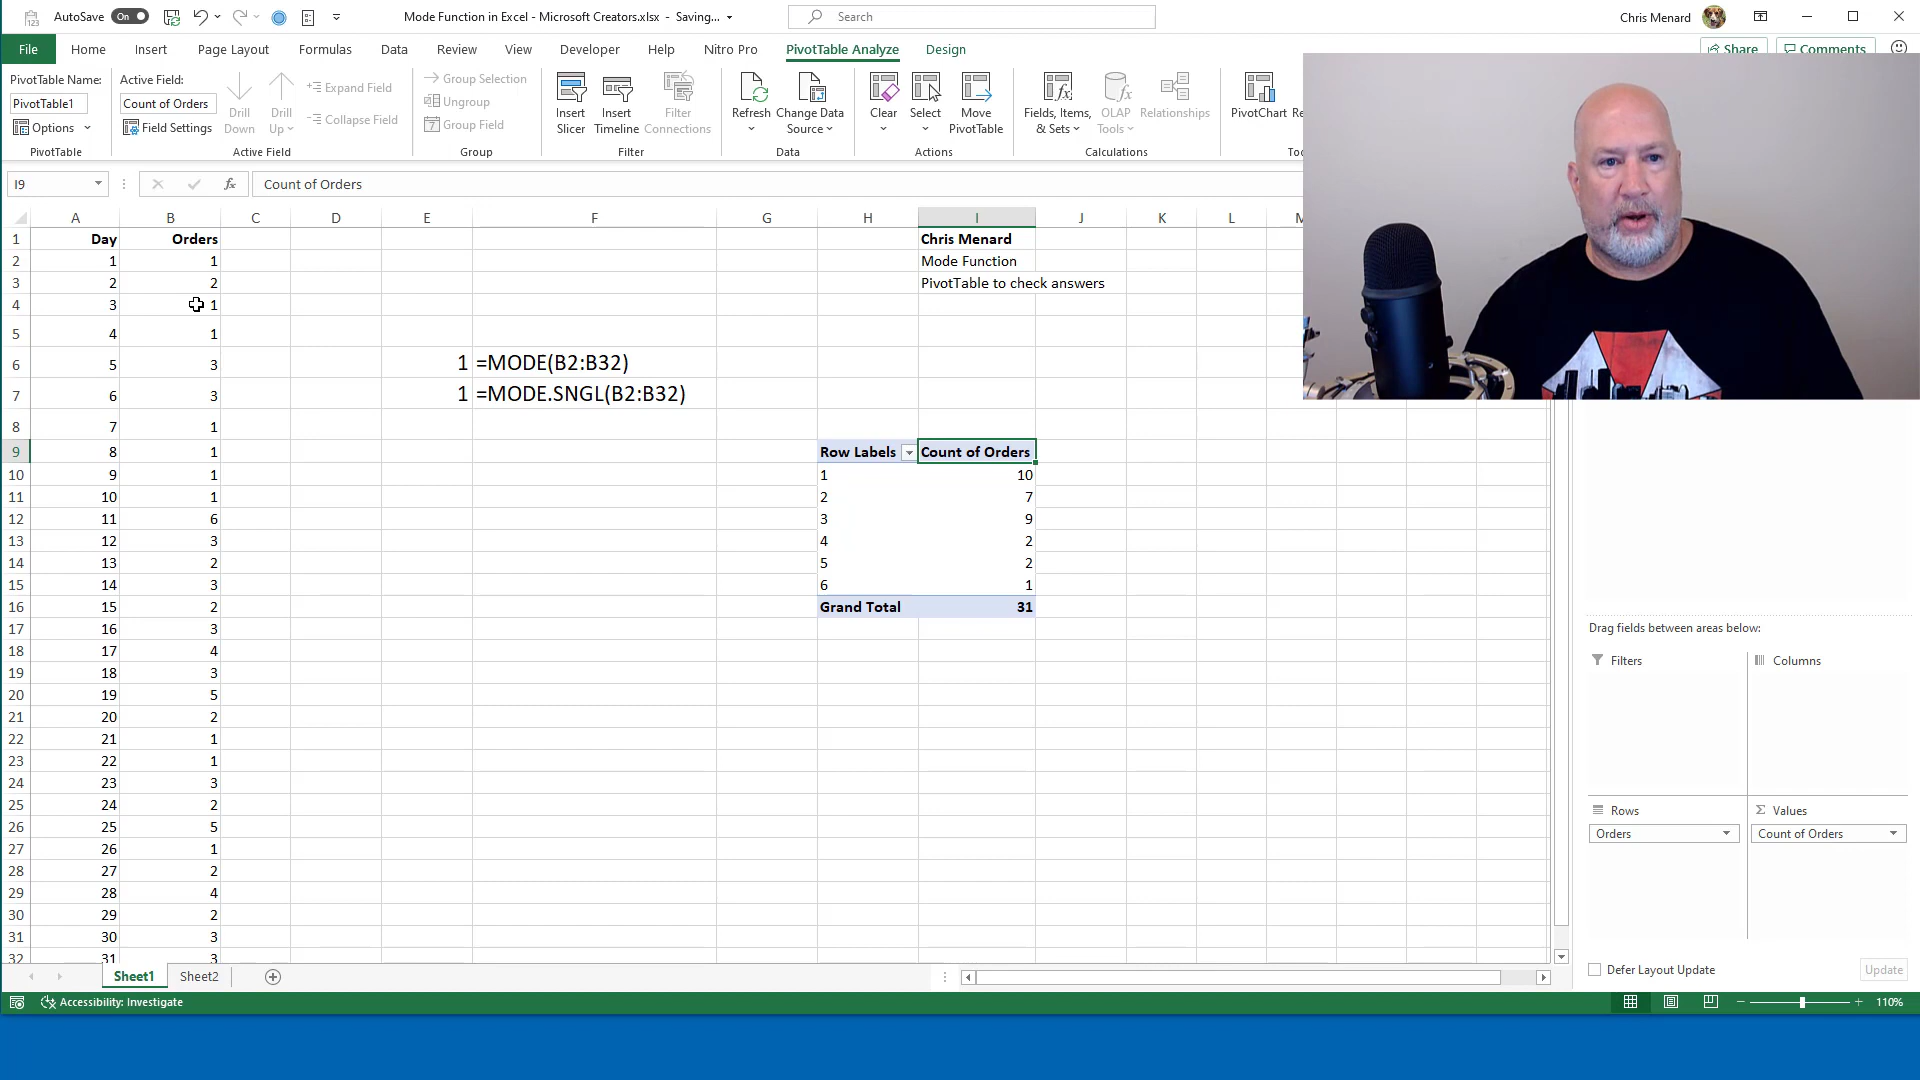 AutoSave On Mode Function in Excel - Microsoft Creators.xlsx - Saving... Search Chris Menard
File Home Insert Page Layout Formulas Data Review View Developer Help Nitro Pro PivotTable Analyze Design Share Comments
PivotTable Name:
PivotTable1
Options
PivotTable
Active Field:
Count of Orders
Field Settings
Drill Down
Drill Up
Expand Field
Collapse Field
Active Field
Group Selection
Ungroup
Group Field
Group
Insert Slicer
Insert Timeline
Filter Connections
Filter
Refresh
Change Data Source
Data
Clear
Select
Move PivotTable
Actions
Fields, Items, & Sets
OLAP Tools
Relationships
Calculations
PivotChart Re
Too
I9 fx Count of Orders
A B C D E F G H I J K L M
1 Day Orders Chris Menard
2 1 1 Mode Function
3 2 2 PivotTable to check answers
4 3 1
5 4 1
6 5 3 1 =MODE(B2:B32)
7 6 3 1 =MODE.SNGL(B2:B32)
8 7 1
9 8 1 Row Labels Count of Orders
10 9 1 1 10
11 10 1 2 7
12 11 6 3 9
13 12 3 4 2
14 13 2 5 2
15 14 3 6 1
16 15 2 Grand Total 31
17 16 3
18 17 4
19 18 3
20 19 5
21 20 2
22 21 1
23 22 1
24 23 3
25 24 2
26 25 5
27 26 1
28 27 2
29 28 4
30 29 2
31 30 3
32 31 3
Drag fields between areas below:
Filters Columns
Rows Values
Orders Count of Orders
Defer Layout Update Update
Sheet1 Sheet2
Accessibility: Investigate 110%